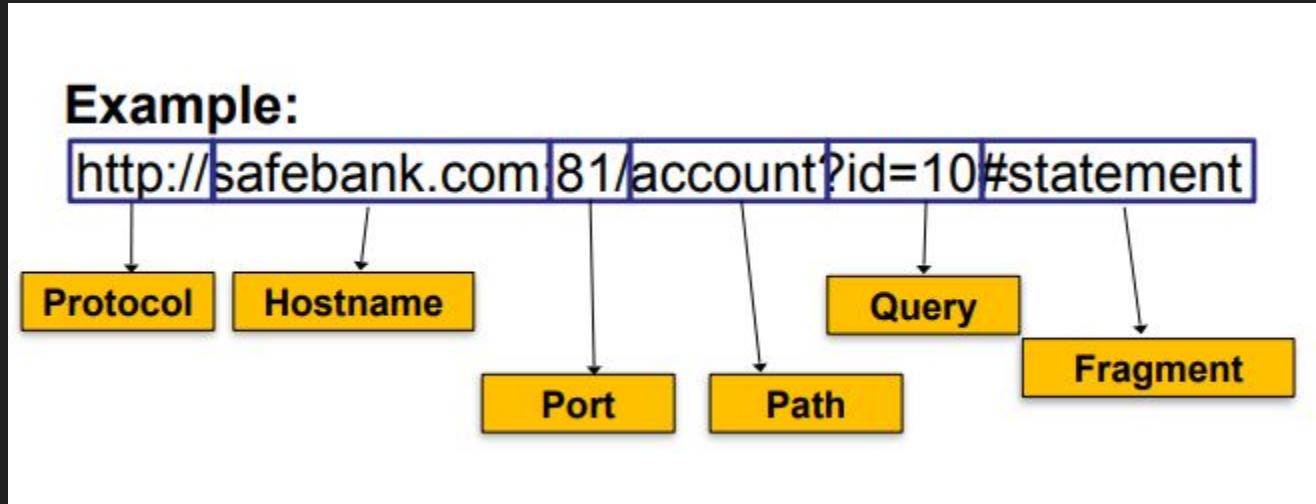 Example:
http://safebank.com:81/account?id=10#statement
Protocol
Hostname
Query
Fragment
Port
Path